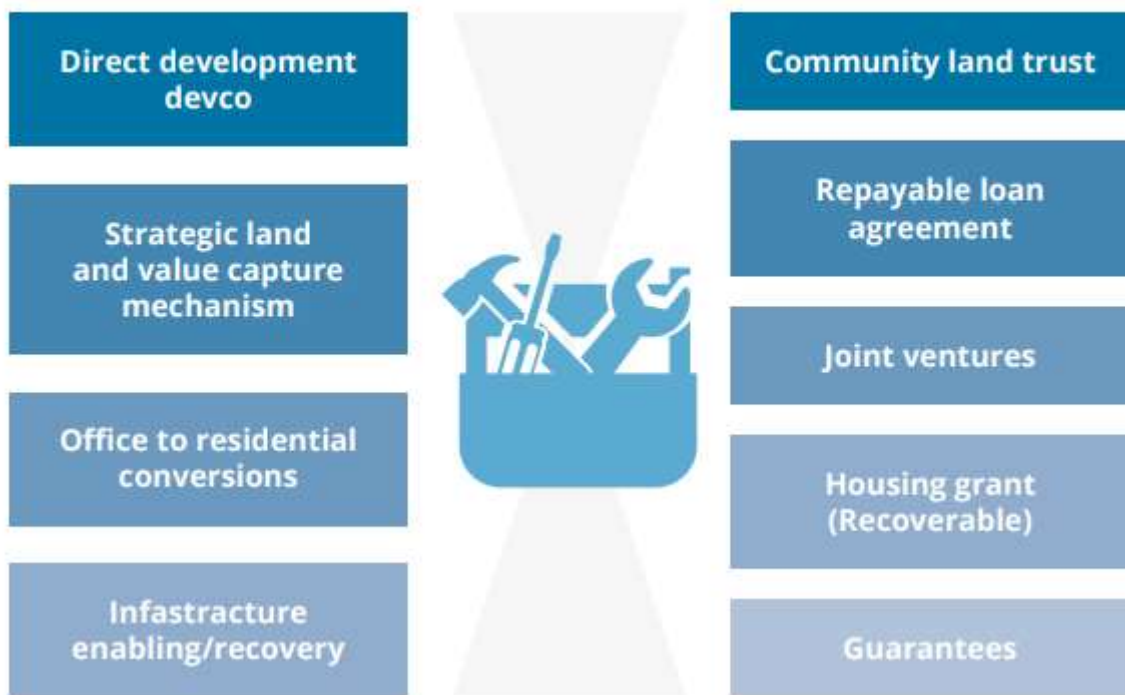 Direct development
devco
Strategic land
and value capture
mechanism
Office to residential
conversions
Infastracture
enabling/recovery
Community land trust
Repayable loan
agreement
Joint ventures
Housing grant
(Recoverable)
Guarantees